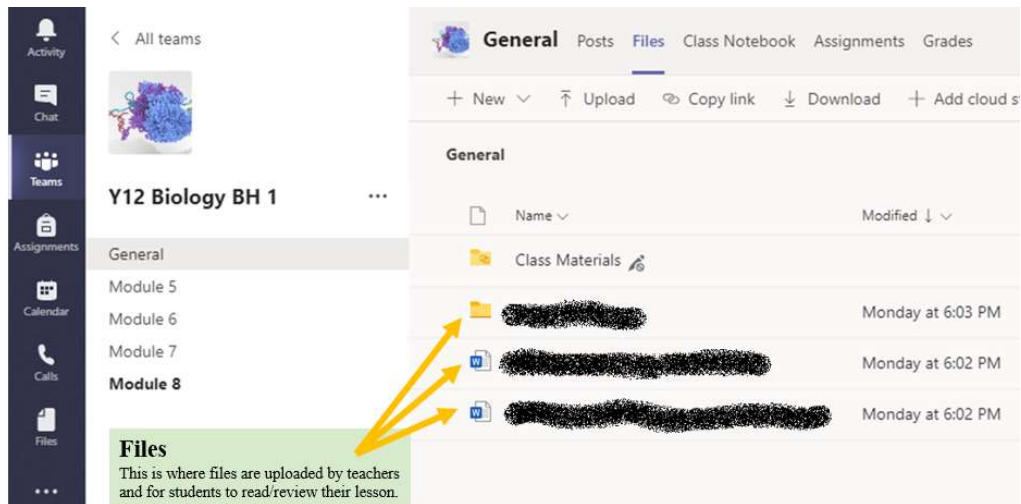 Activity
Chat
Teams
Assignments
Calendar
Calls
Files
All teams
Y12 Biology BH 1
General
Module 5
Module 6
Module 7
Module 8
Files
This is where files are uploaded by teachers
and for students to read/review their lesson.
General Posts Files Class Notebook Assignments Grades
New Upload Copy link Download Add cloud
General
Name Modified
Class Materials
Monday at 6:03 PM
Monday at 6:02 PM
Monday at 6:02 PM